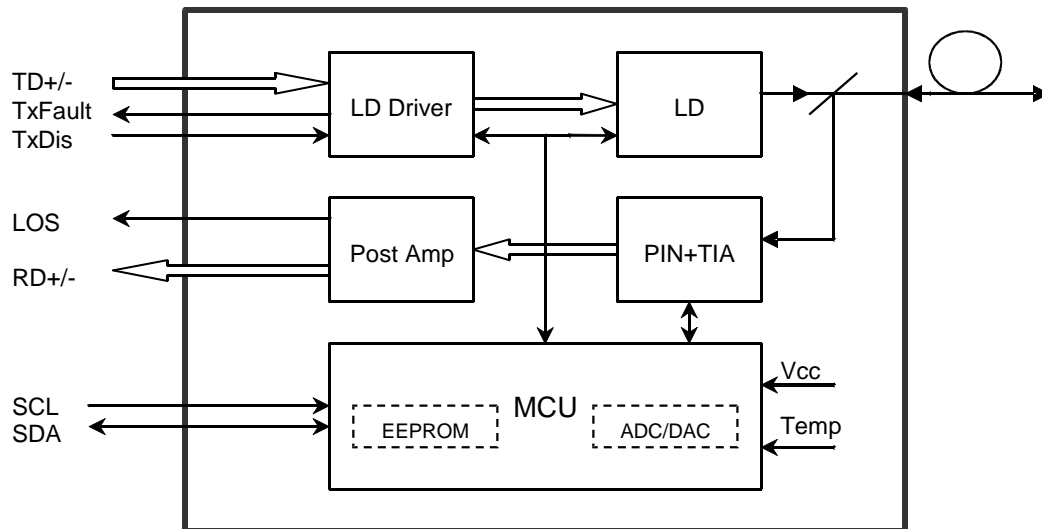 TD+/-
TxFault
TxDis
LD Driver
LD
LOS
RD+/-
Post Amp
PIN+TIA
SCL
SDA
MCU
EEPROM
ADC/DAC
Vcc
Temp